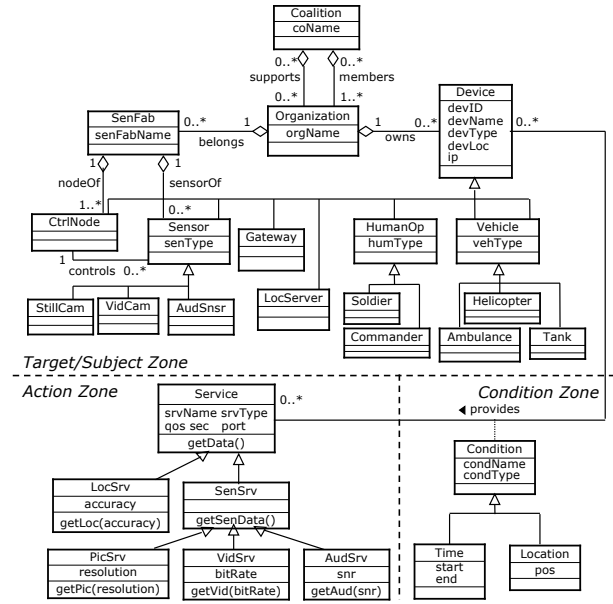 Coalition
coName
0..* 0..*
supports members
0..* 1..*
Device
devID
devName
devType
devLoc
ip
SenFab
senFabName
0..* 1
belongs
Organization
orgName
1 0..*
owns
0..*
1 1
nodeOf sensorOf
1..* 0..*
CtrlNode
Sensor
senType
Gateway
HumanOp
humType
Vehicle
vehType
1
controls 0..*
StillCam
VidCam
AudSnsr
LocServer
Soldier
Commander
Helicopter
Ambulance
Tank
Target/Subject Zone
Action Zone
Condition Zone
Service
srvName srvType
qos sec port
getData()
0..*
◀ provides
LocSrv
accuracy
getLoc(accuracy)
SenSrv
getSenData()
Condition
condName
condType
PicSrv
resolution
getPic(resolution)
VidSrv
bitRate
getVid(bitRate)
AudSrv
snr
getAud(snr)
Time
start
end
Location
pos